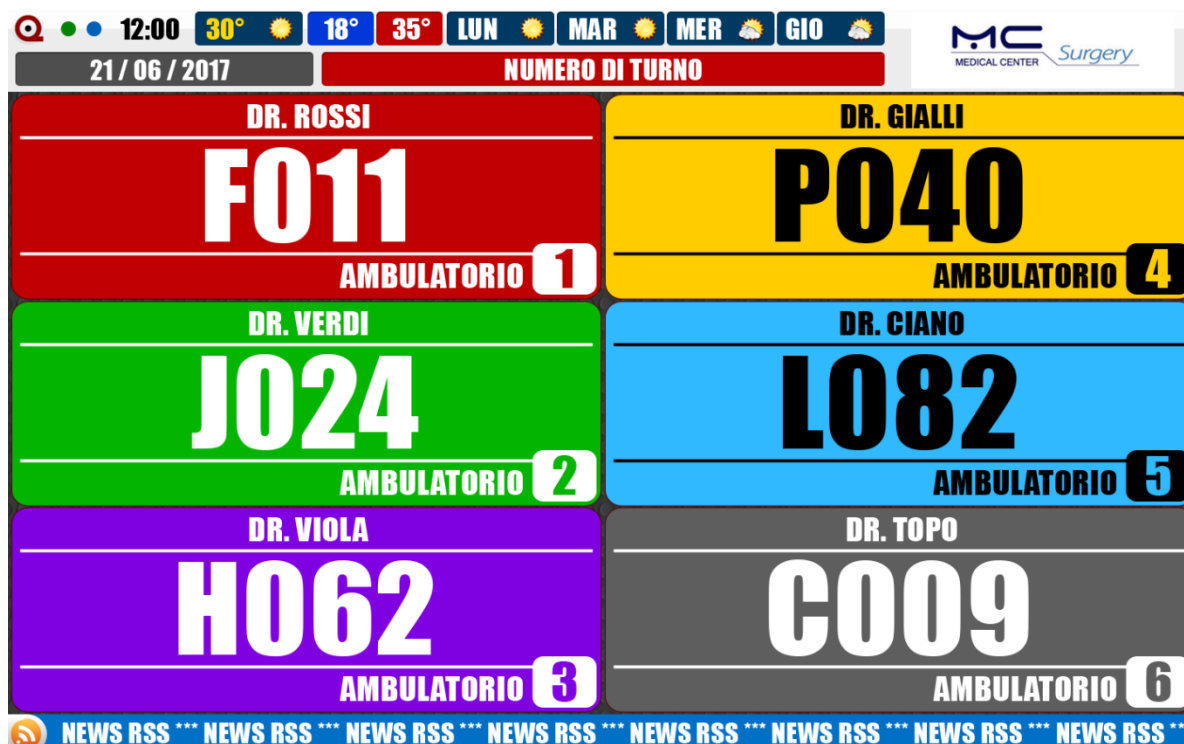 12:00 30° 18° 35° LUN MAR MER GIO
MC
MEDICAL CENTER Surgery
21 / 06 / 2017 NUMERO DI TURNO
DR. ROSSI
F011
AMBULATORIO 1
DR. GIALLI
P040
AMBULATORIO 4
DR. VERDI
J024
AMBULATORIO 2
DR. CIANO
L082
AMBULATORIO 5
DR. VIOLA
H062
AMBULATORIO 3
DR. TOPO
C009
AMBULATORIO 6
NEWS RSS *** NEWS RSS *** NEWS RSS *** NEWS RSS *** NEWS RSS *** NEWS RSS *** NEWS RSS *** NEWS RSS **